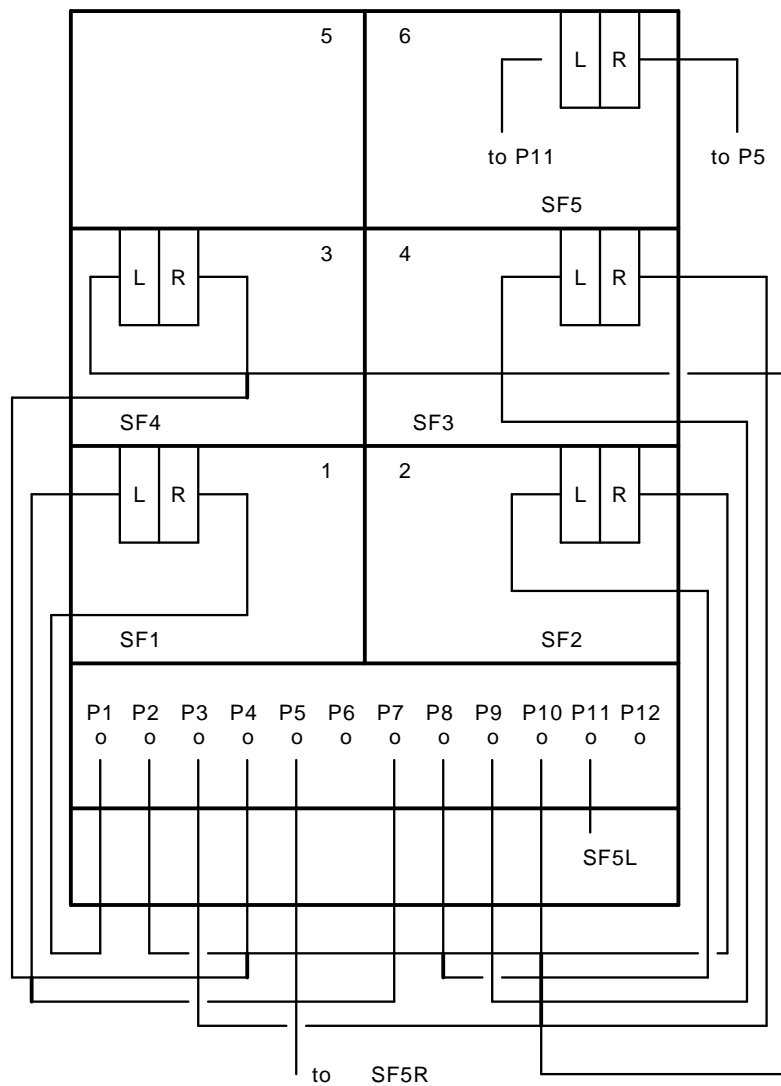 5 6 L R
to P11 to P5
SF5
L R 3 4 L R
SF4 SF3
L R 1 2 L R
SF1 SF2
P1 P2 P3 P4 P5 P6 P7 P8 P9 P10 P11 P12
o o o o o o o o o o o o
SF5L
to SF5R